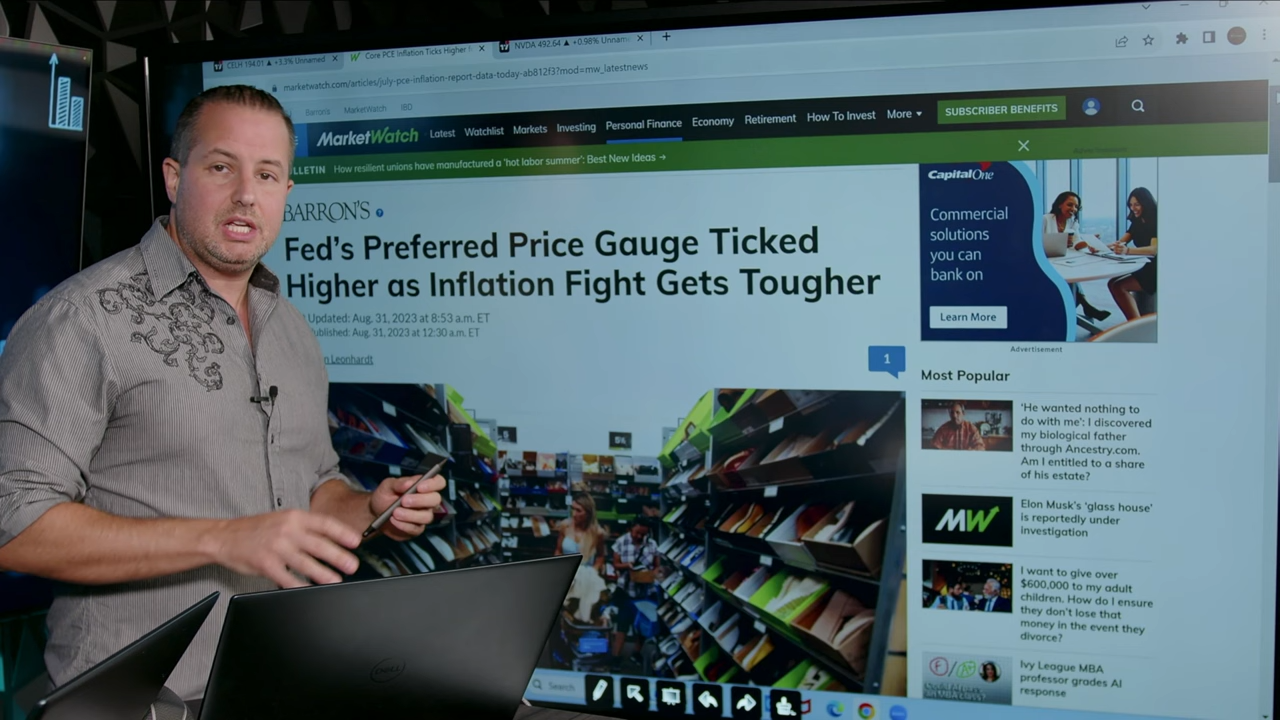 CELH 194.01 ▲ +3.3% Unnamed
Core PCE Inflation Ticks Higher
NVDA 492.64 ▲ +0.98% Unnam
marketwatch.com/articles/july-pce-inflation-report-data-today-ab812f3?mod=mw_latestnews
Barrons MarketWatch IBD
MarketWatch Latest Watchlist Markets Investing Personal Finance Economy Retirement How To Invest More SUBSCRIBER BENEFITS
LLETIN How resilient unions have manufactured a 'hot labor summer': Best New Ideas →
BARRON'S
Fed's Preferred Price Gauge Ticked
Higher as Inflation Fight Gets Tougher
Updated: Aug. 31, 2023 at 8:53 a.m. ET
Published: Aug. 31, 2023 at 12:30 a.m. ET
n Leonhardt
1
Advertisement
Capital One
Commercial
solutions
you can
bank on
Learn More
Advertisement
Most Popular
'He wanted nothing to
do with me': I discovered
my biological father
through Ancestry.com.
Am I entitled to a share
of his estate?
MW
Elon Musk's 'glass house'
is reportedly under
investigation
I want to give over
$600,000 to my adult
children. How do I ensure
they don't lose that
money in the event they
divorce?
Ivy League MBA
professor grades AI
response
Search
DELL